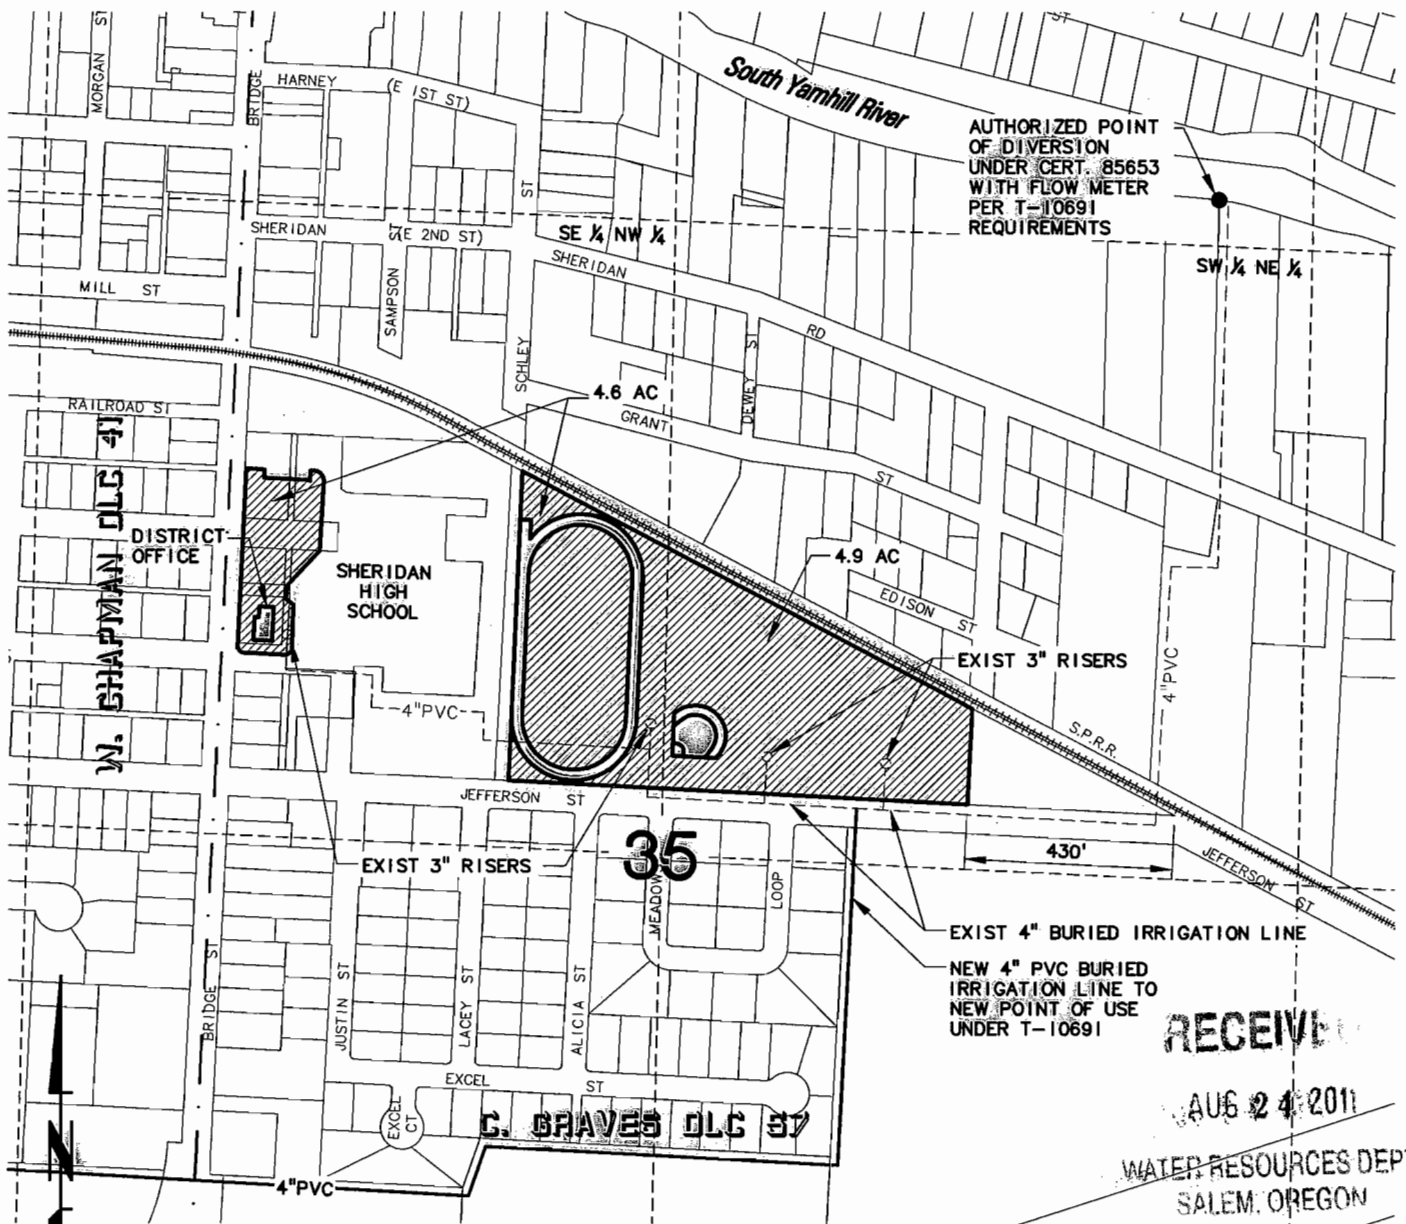 MORGAN ST
BRIDGE
HARNEY
(E 1ST ST)
ST
South Yamhill River
AUTHORIZED POINT
OF DIVERSION
UNDER CERT. 85653
WITH FLOW METER
PER T-10691
REQUIREMENTS
ST
SHERIDAN
ST
(E 2ND ST)
SE ¼ NW ¼
SW ¼ NE ¼
SHERIDAN
RD
MILL ST
SAMPSON
SCHLEY
DEWEY ST
4.6 AC
GRANT
ST
RAILROAD ST
W. CHAPMAN DLC 41
DISTRICT
OFFICE
SHERIDAN
HIGH
SCHOOL
4.9 AC
EDISON ST
EXIST 3" RISERS
4"PVC
4"PVC
S.P.R.R.
JEFFERSON ST
EXIST 3" RISERS
35
430'
JEFFERSON
ST
MEADOW
LOOP
EXIST 4" BURIED IRRIGATION LINE
NEW 4" PVC BURIED
IRRIGATION LINE TO
NEW POINT OF USE
UNDER T-10691
BRIDGE ST
JUSTIN ST
LACEY ST
ALICIA ST
EXCEL ST
EXCEL
CT
C. GRAVES DLC 57
4"PVC
N
AUG 24 2011
WATER RESOURCES DEPT
SALEM, OREGON